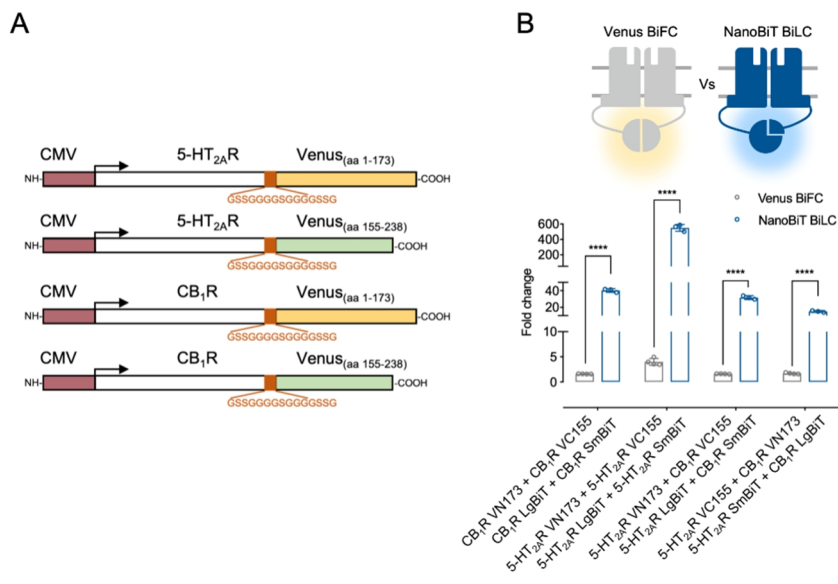 A
CMV 5-HT2AR Venus(aa 1-173)
NH- -COOH
GSSGGGGSGGGGSSG
CMV 5-HT2AR Venus(aa 155-238)
NH- -COOH
GSSGGGGSGGGGSSG
CMV CB1R Venus(aa 1-173)
NH- -COOH
GSSGGGGSGGGGSSG
CMV CB1R Venus(aa 155-238)
NH- -COOH
GSSGGGGSGGGGSSG
B
Venus BiFC NanoBiT BiLC
Vs
Venus BiFC
NanoBiT BiLC
Fold change
600
400
200
40
20
10
5
0
****
****
****
****
CB1R VN173 + CB1R VC155
CB1R LgBiT + CB1R SmBiT
5-HT2AR VN173 + 5-HT2AR VC155
5-HT2AR LgBiT + 5-HT2AR SmBiT
5-HT2AR VN173 + CB1R VC155
5-HT2AR LgBiT + CB1R SmBiT
5-HT2AR VC155 + CB1R VN173
5-HT2AR SmBiT + CB1R LgBiT